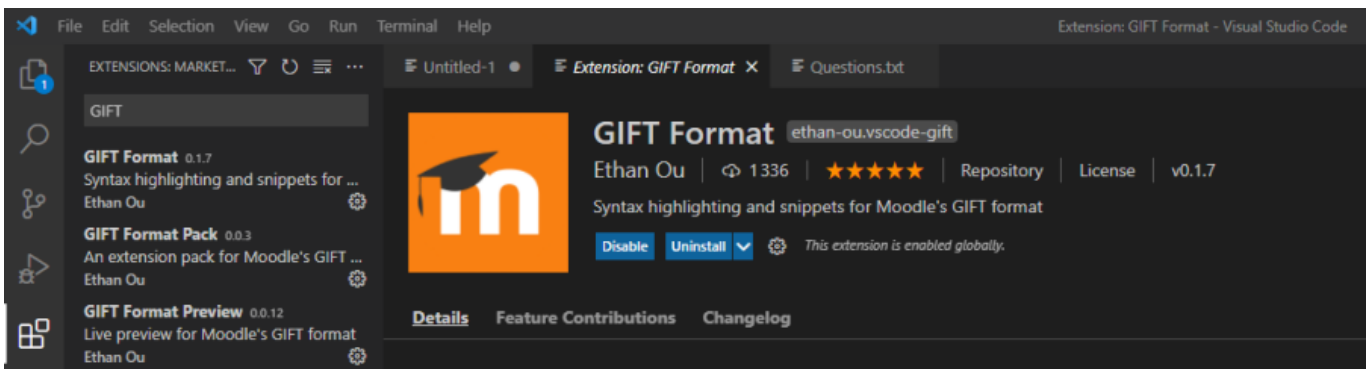 File Edit Selection View Go Run Terminal Help
Extension: GIFT Format - Visual Studio Code
1
EXTENSIONS: MARKET...
GIFT
GIFT Format 0.1.7
Syntax highlighting and snippets for ...
Ethan Ou
GIFT Format Pack 0.0.3
An extension pack for Moodle's GIFT ...
Ethan Ou
GIFT Format Preview 0.0.12
Live preview for Moodle's GIFT format
Ethan Ou
Untitled-1
Extension: GIFT Format
Questions.txt
m
GIFT Format ethan-ou.vscode-gift
Ethan Ou 1336 Repository License v0.1.7
Syntax highlighting and snippets for Moodle's GIFT format
Disable Uninstall This extension is enabled globally.
Details Feature Contributions Changelog